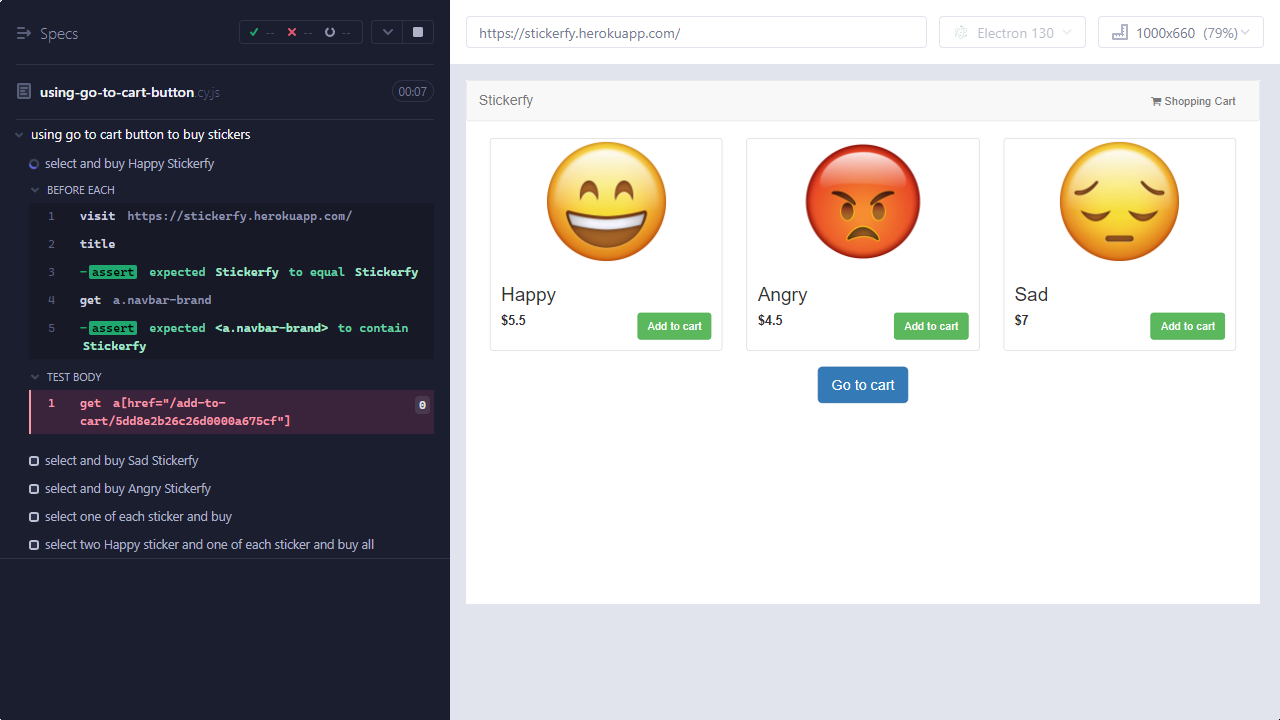 Specs
-- -- --
using-go-to-cart-button cy.js 00:07
using go to cart button to buy stickers
select and buy Happy Stickerfy
BEFORE EACH
1 visit https://stickerfy.herokuapp.com/
2 title
3 -assert expected Stickerfy to equal Stickerfy
4 get a.navbar-brand
5 -assert expected <a.navbar-brand> to contain
Stickerfy
TEST BODY
1 get a[href="/add-to- 0
cart/5dd8e2b26c26d0000a675cf"]
select and buy Sad Stickerfy
select and buy Angry Stickerfy
select one of each sticker and buy
select two Happy sticker and one of each sticker and buy all
https://stickerfy.herokuapp.com/
Electron 130
1000x660 (79%)
Stickerfy
Shopping Cart
Happy
$5.5
Add to cart
Angry
$4.5
Add to cart
Sad
$7
Add to cart
Go to cart